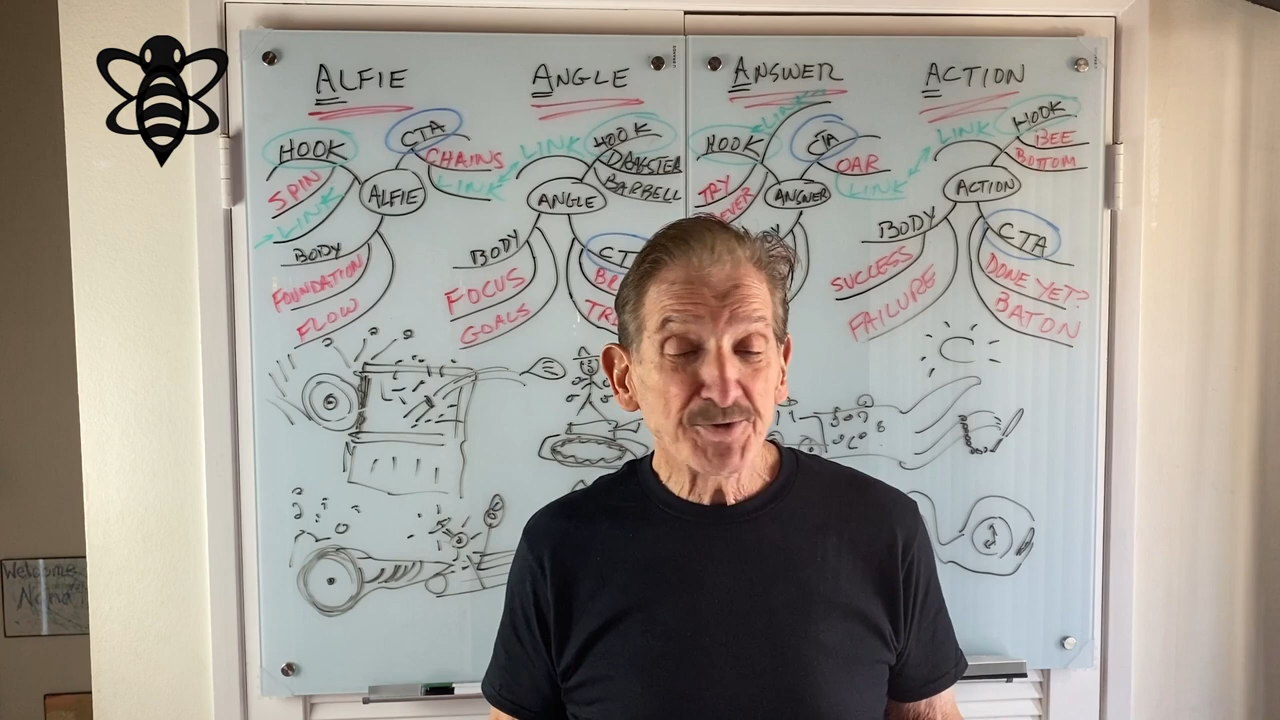 ALFIE
ANGLE
ANSWER
ACTION
HOOK
SPIN
LINK
CTA
CHAINS
LINK
ALFIE
BODY
FOUNDATION
FLOW
LINK
HOOK
DRAGSTER
BARBELL
ANGLE
BODY
FOCUS
GOALS
HOOK
TRY
LINK
CTA
OAR
LINK
ANSWER
LINK
HOOK
BEE
BOTTOM
ACTION
BODY
SUCCESS
FAILURE
CTA
DONE YET?
BATON
Welcome